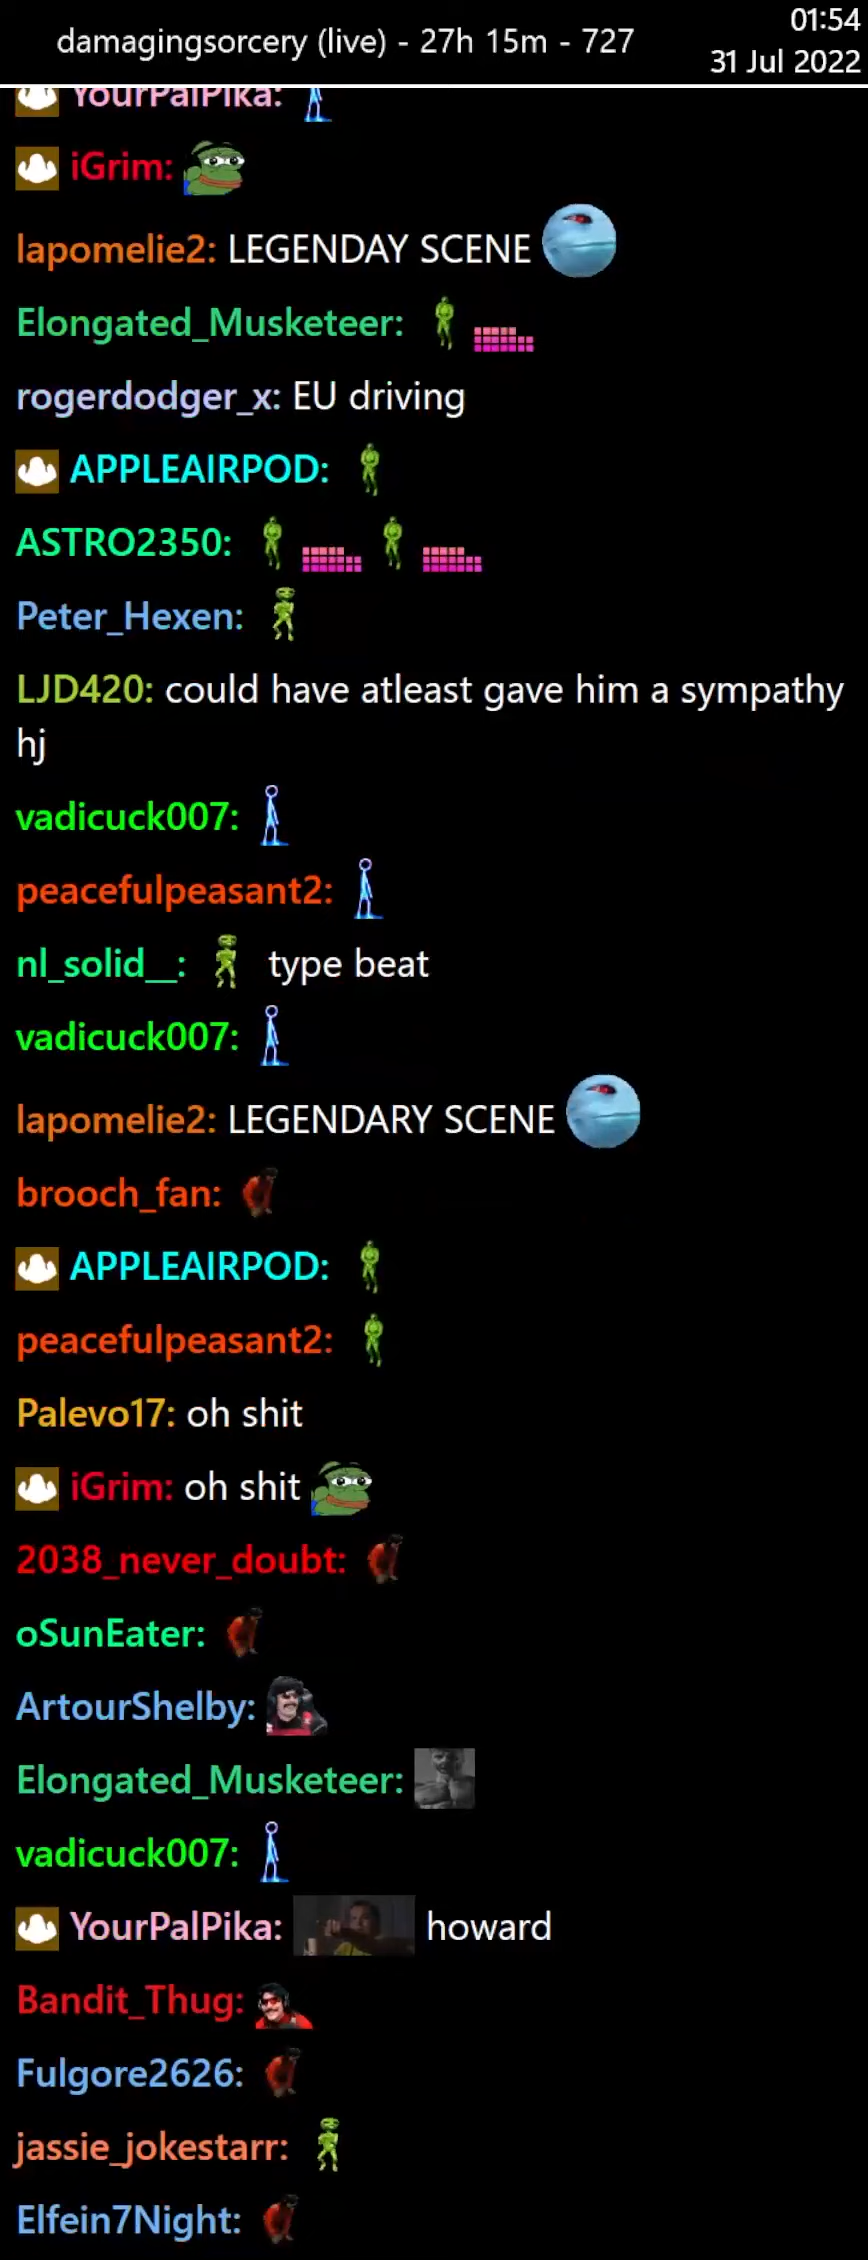 damagingsorcery (live) - 27h 15m - 727
01:54
31 Jul 2022
YourPalPika:
iGrim:
lapomelie2: LEGENDAY SCENE
Elongated_Musketeer:
rogerdodger_x: EU driving
APPLEAIRPOD:
ASTRO2350:
Peter_Hexen:
LJD420: could have atleast gave him a sympathy
hj
vadicuck007:
peacefulpeasant2:
nl_solid__: type beat
vadicuck007:
lapomelie2: LEGENDARY SCENE
brooch_fan:
APPLEAIRPOD:
peacefulpeasant2:
Palevo17: oh shit
iGrim: oh shit
2038_never_doubt:
oSunEater:
ArtourShelby:
Elongated_Musketeer:
vadicuck007:
YourPalPika: howard
Bandit_Thug:
Fulgore2626:
jassie_jokestarr:
Elfein7Night: